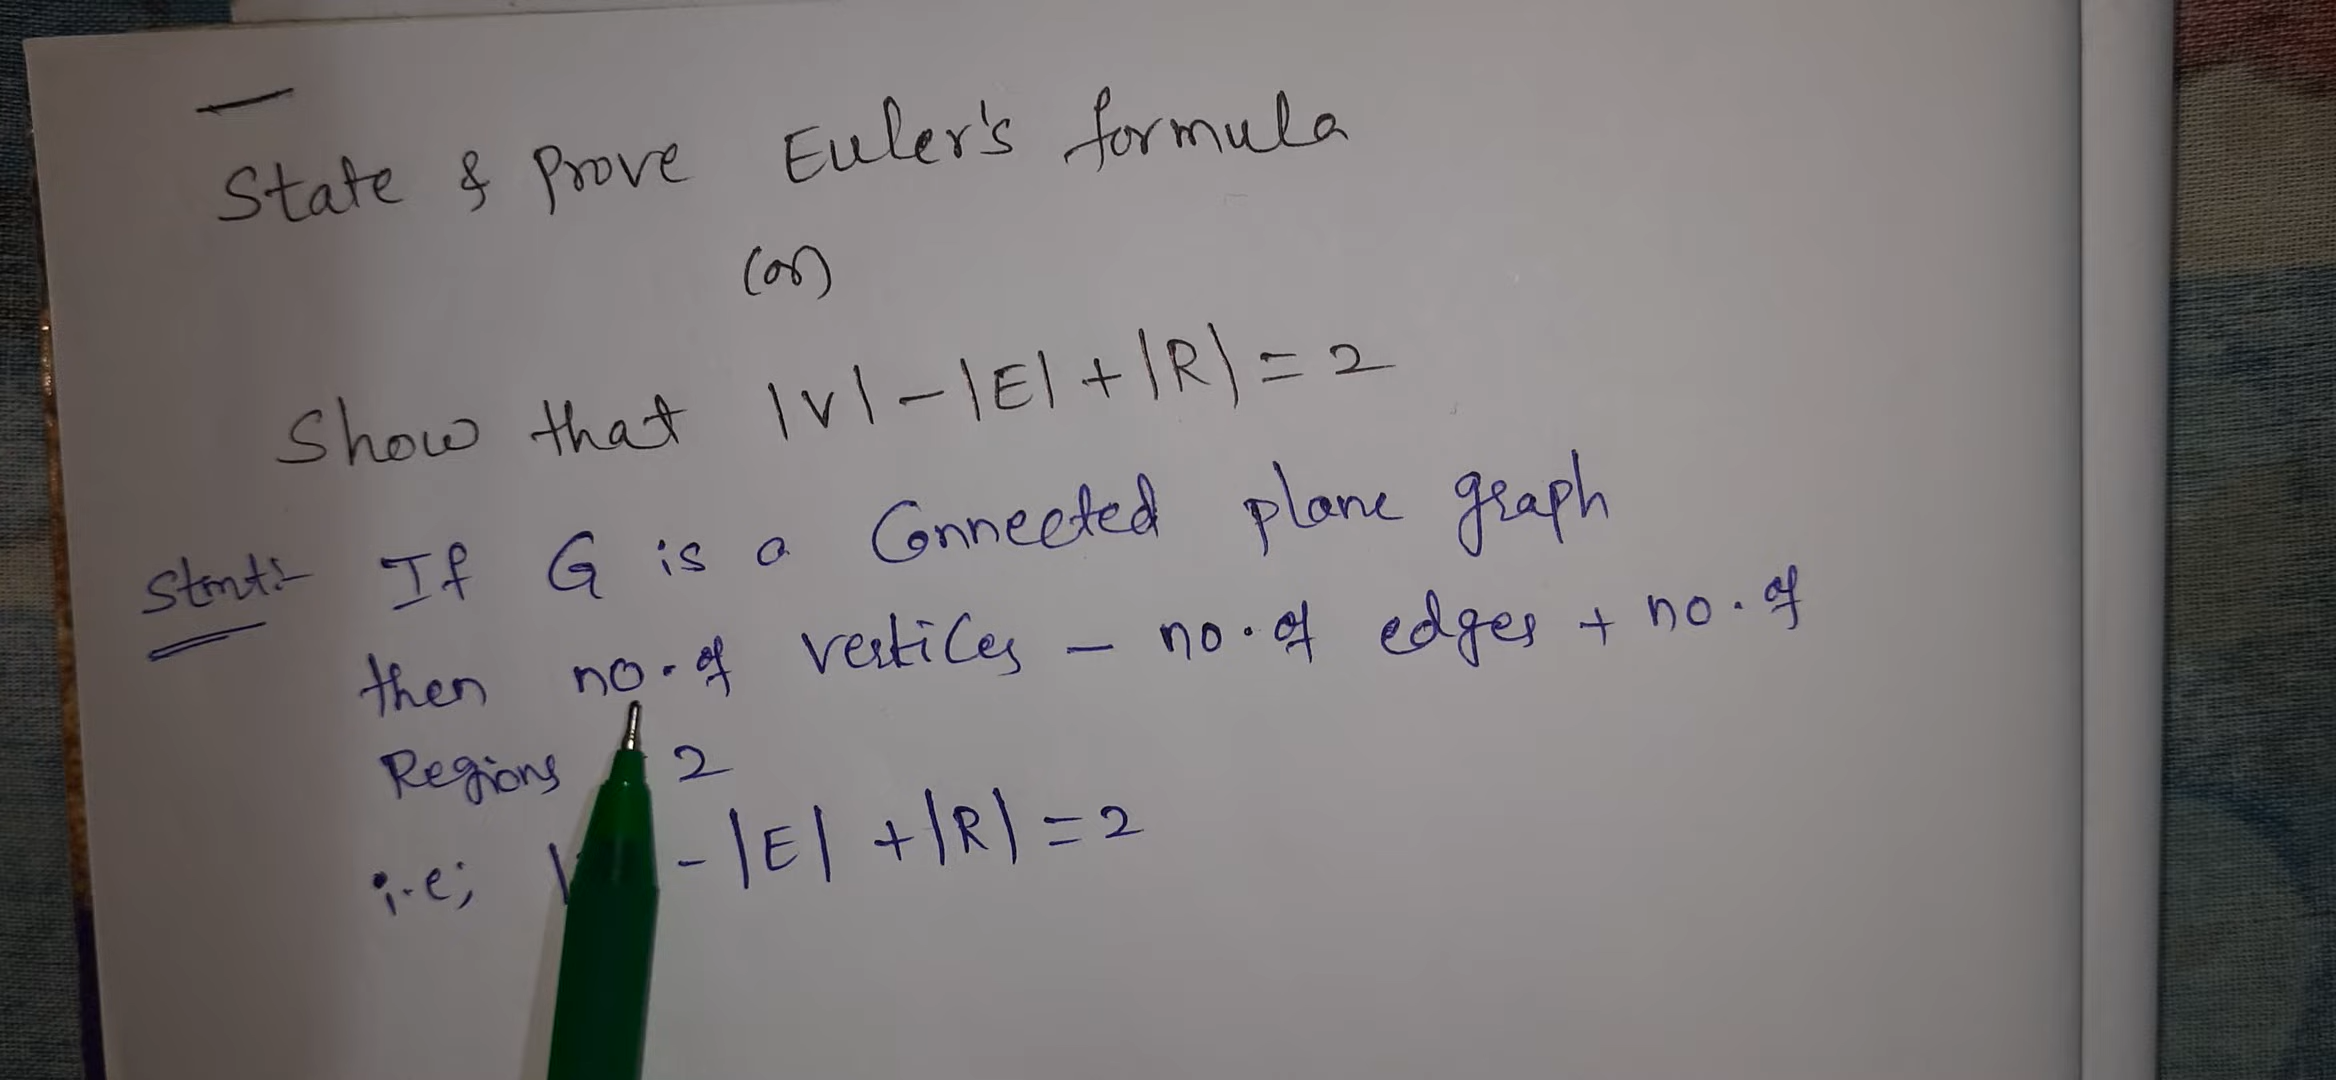 State & Prove Euler's formula
(or)
Show that |V| - |E| + |R| = 2
Stmt:- If G is a Connected plane graph
then no. of vertices - no. of edges + no. of
Regions 2
i.e; | - |E| + |R| = 2